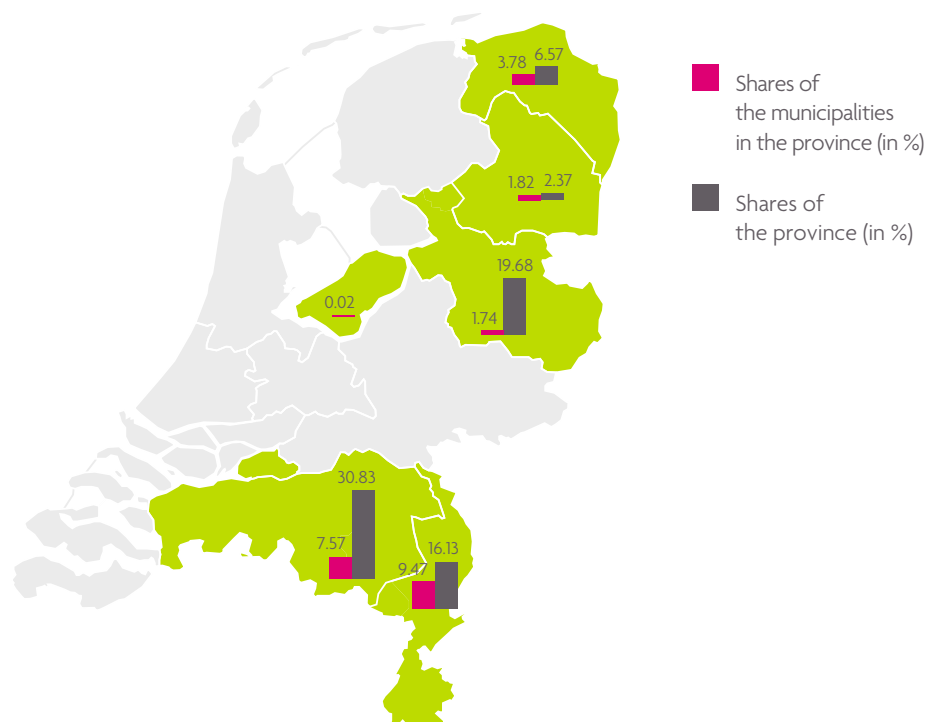 3.78 6.57
1.82 2.37
19.68
1.74
0.02
30.83
7.57
16.13
9.47
Shares of
the municipalities
in the province (in %)
Shares of
the province (in %)